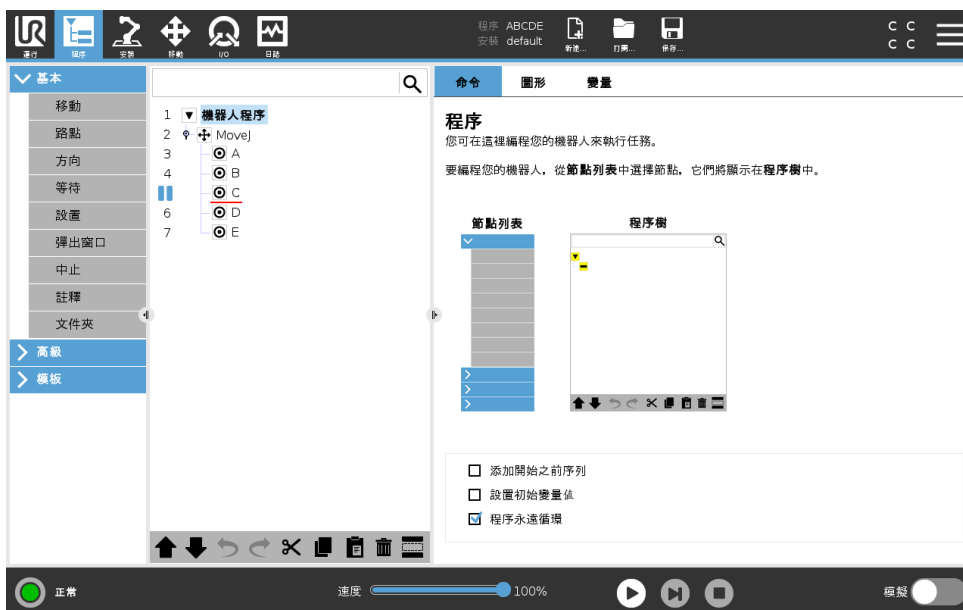 UR
運行
程序
安裝
移動
I/O
日誌
程序 ABCDE
安裝 default
新建...
打開...
保存...
C C
C C
基本
移動
路點
方向
等待
設置
彈出窗口
中止
註釋
文件夾
高級
模板
1 機器人程序
2 MoveJ
3 A
4 B
C
6 D
7 E
命令 圖形 變量
程序
您可在這裡編程您的機器人來執行任務。
要編程您的機器人，從節點列表中選擇節點，它們將顯示在程序樹中。
節點列表
程序樹
添加開始之前序列
設置初始變量值
程序永遠循環
正常
速度 100%
模擬